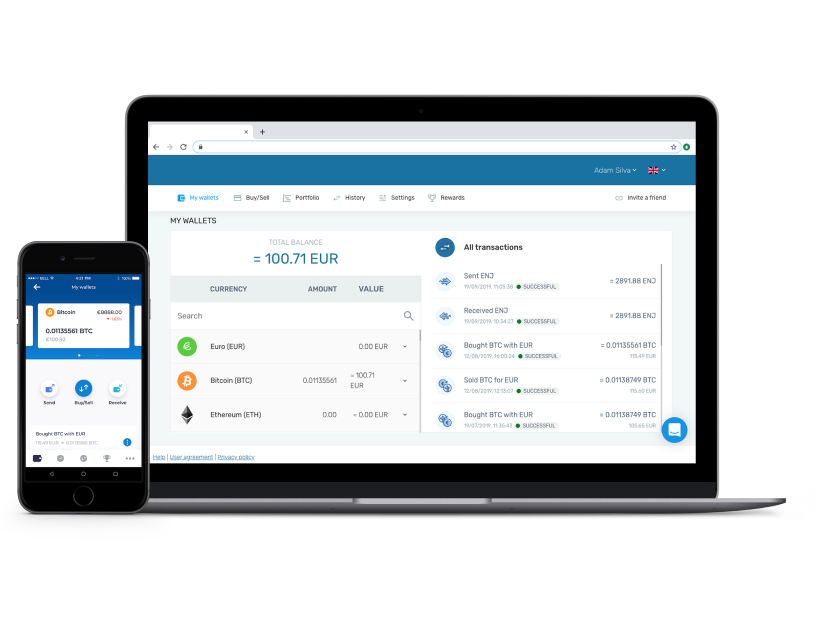 Adam Silva
My wallets
Buy/Sell
Portfolio
History
Settings
Rewards
Invite a friend
MY WALLETS
TOTAL BALANCE
= 100.71 EUR
CURRENCY AMOUNT VALUE
Search
Euro (EUR) 0.00 EUR
Bitcoin (BTC) 0.01135561 ≈ 100.71
EUR
Ethereum (ETH) 0.00 ≈ 0.00 EUR
All transactions
Sent ENJ
19/09/2019, 11:05:38 SUCCESSFUL
= 2891.88 ENJ
Received ENJ
19/09/2019, 10:54:27 SUCCESSFUL
= 2891.88 ENJ
Bought BTC with EUR
12/08/2019, 16:00:24 SUCCESSFUL
= 0.01135561 BTC
115.49 EUR
Sold BTC for EUR
12/08/2019, 12:13:07 SUCCESSFUL
= 0.01138749 BTC
115.60 EUR
Bought BTC with EUR
19/07/2019, 11:35:43 SUCCESSFUL
= 0.01138749 BTC
105.65 EUR
Help | User agreement | Privacy policy
BELL 4:21 PM 100%
My wallets
Bitcoin €8888.00
-1.65%
0.01135561 BTC
€100.92
Send
Buy/Sell
Receive
Bought BTC with EUR
115.49 EUR